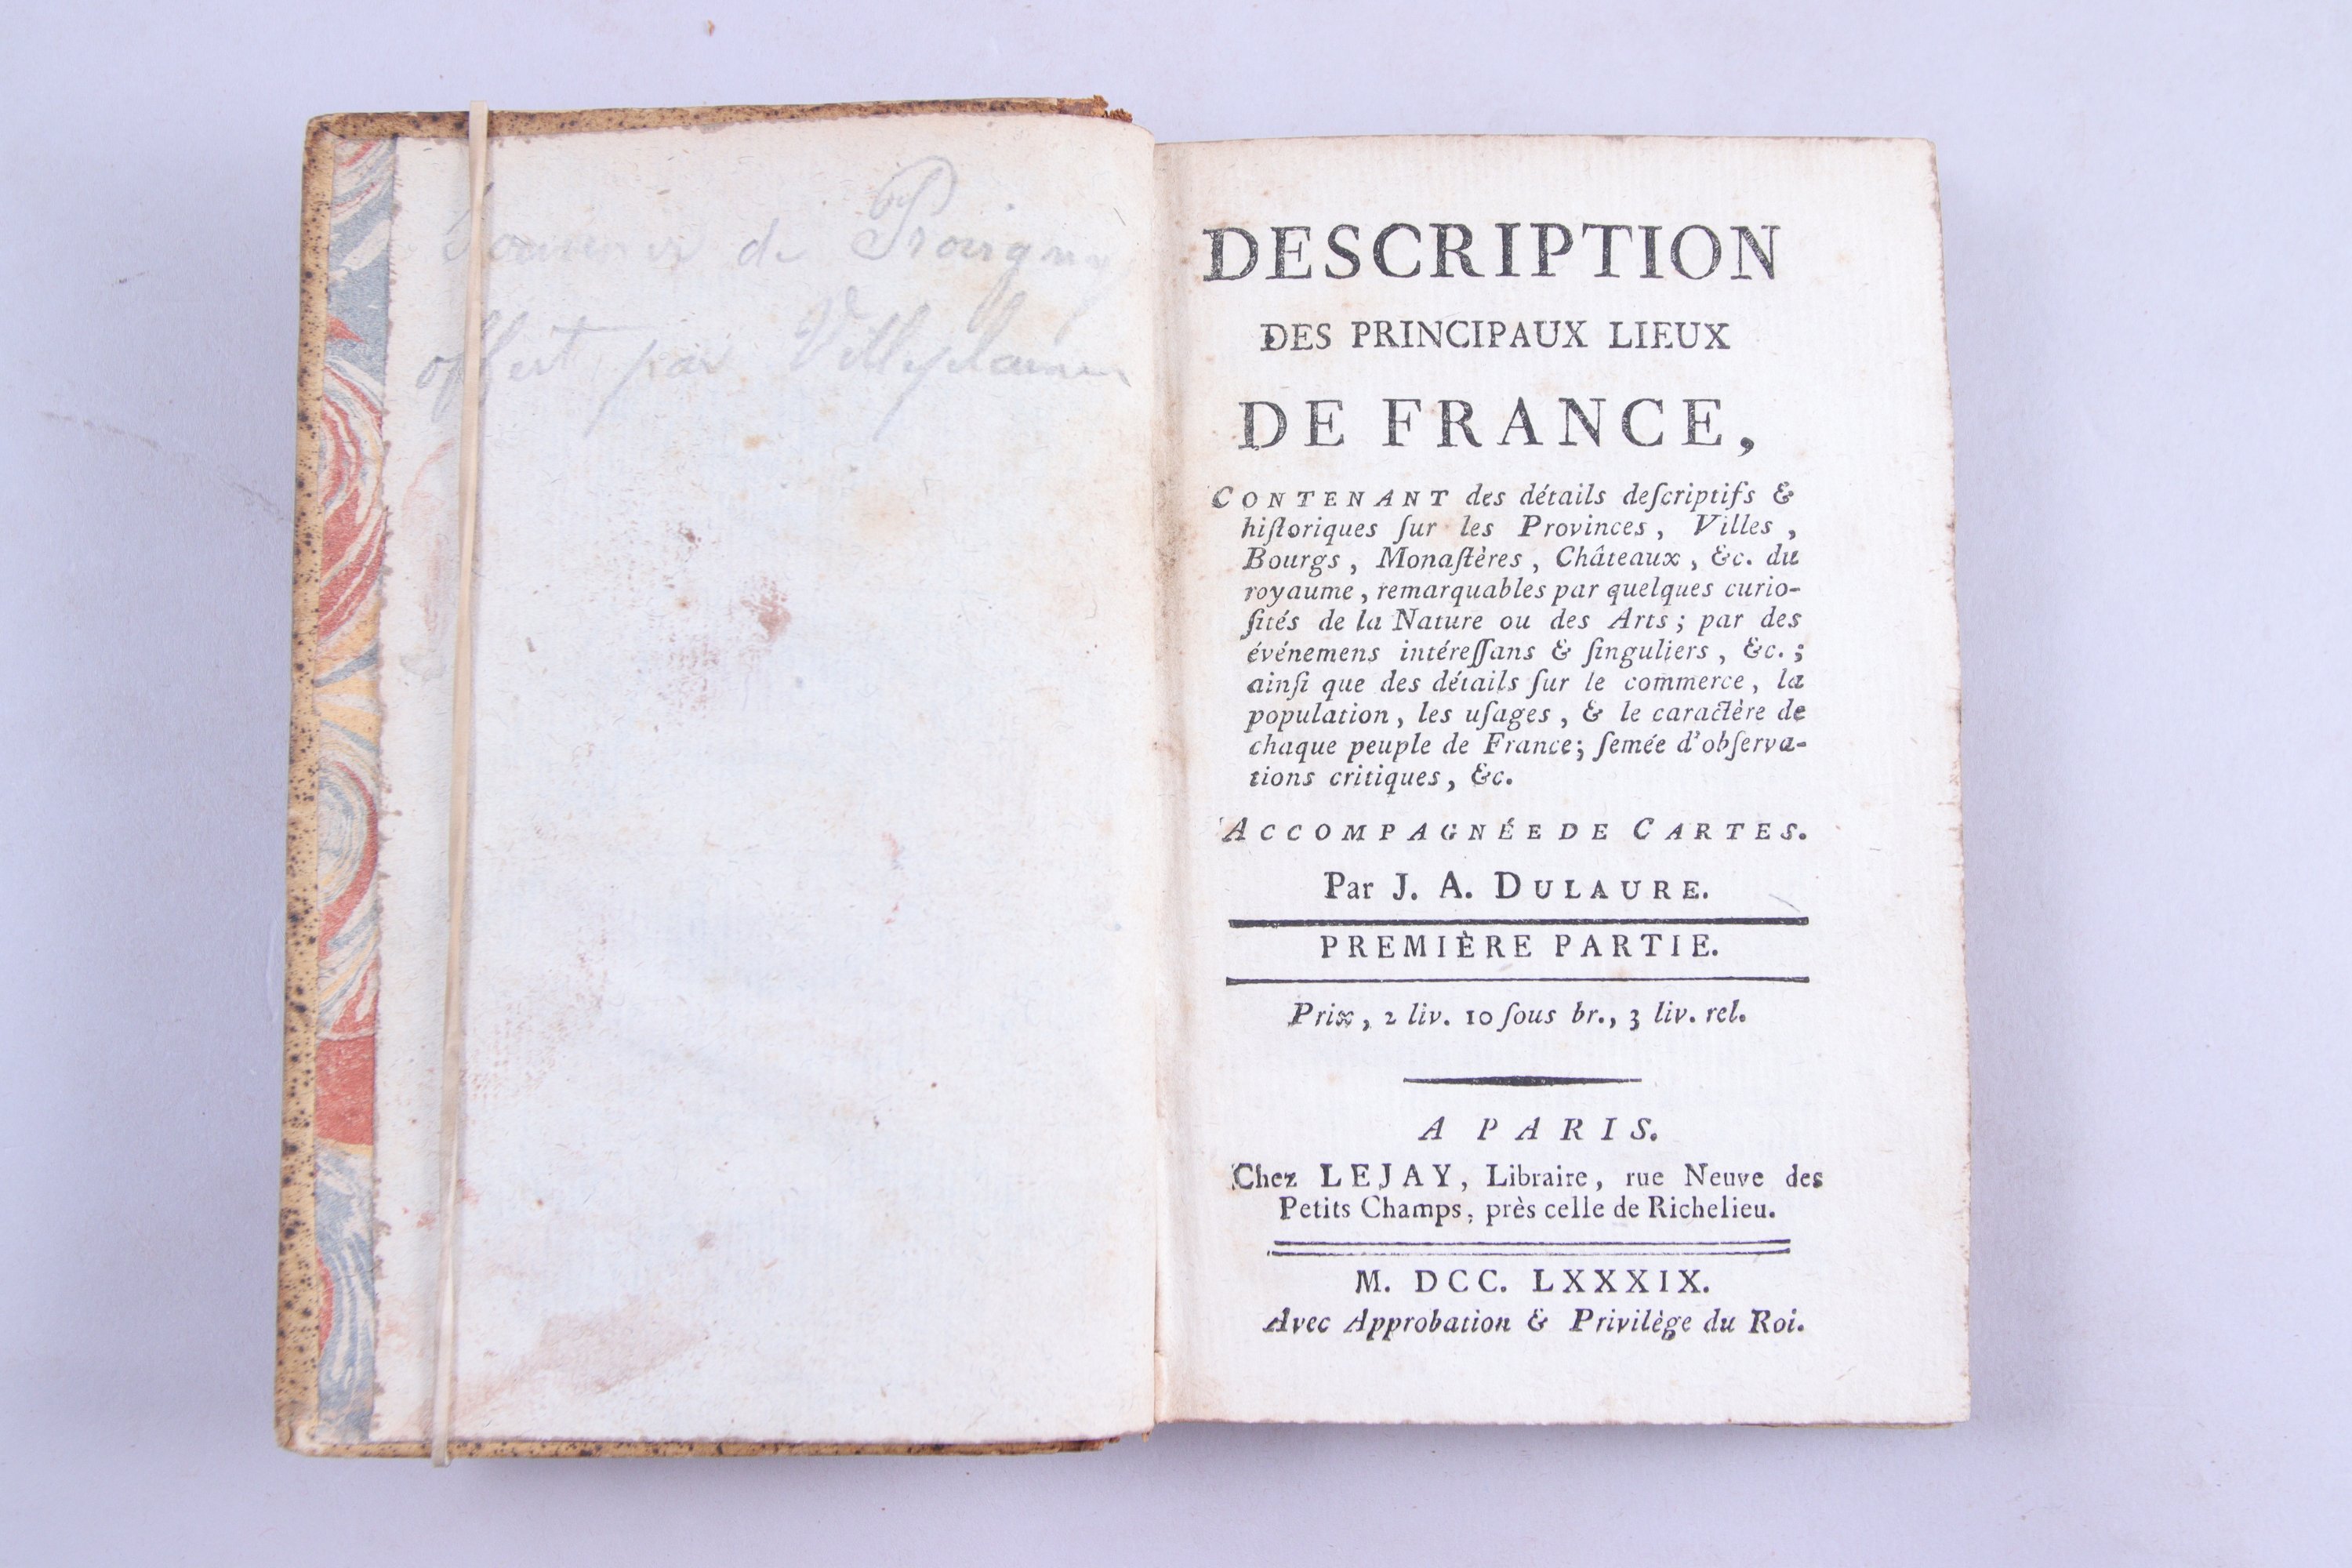 Souvenir de
offert par
DESCRIPTION
DES PRINCIPAUX LIEUX
DE FRANCE,
CONTENANT des détails deſcriptifs &
hiſtoriques ſur les Provinces, Villes,
Bourgs, Monaſtères, Châteaux, &c. du
royaume, remarquables par quelques curio-
ſités de la Nature ou des Arts; par des
événemens intéreſſans & ſinguliers, &c.;
ainſi que des détails ſur le commerce, la
population, les uſages, & le caractère de
chaque peuple de France; ſemée d'obſerva-
tions critiques, &c.
ACCOMPAGNÉE DE CARTES.
Par J. A. DULAURE.
PREMIÈRE PARTIE.
Prix, 2 liv. 10 ſous br., 3 liv. rel.
A PARIS.
Chez LEJAY, Libraire, rue Neuve des
Petits Champs, près celle de Richelieu.
M. DCC. LXXXIX.
Avec Approbation & Privilège du Roi.